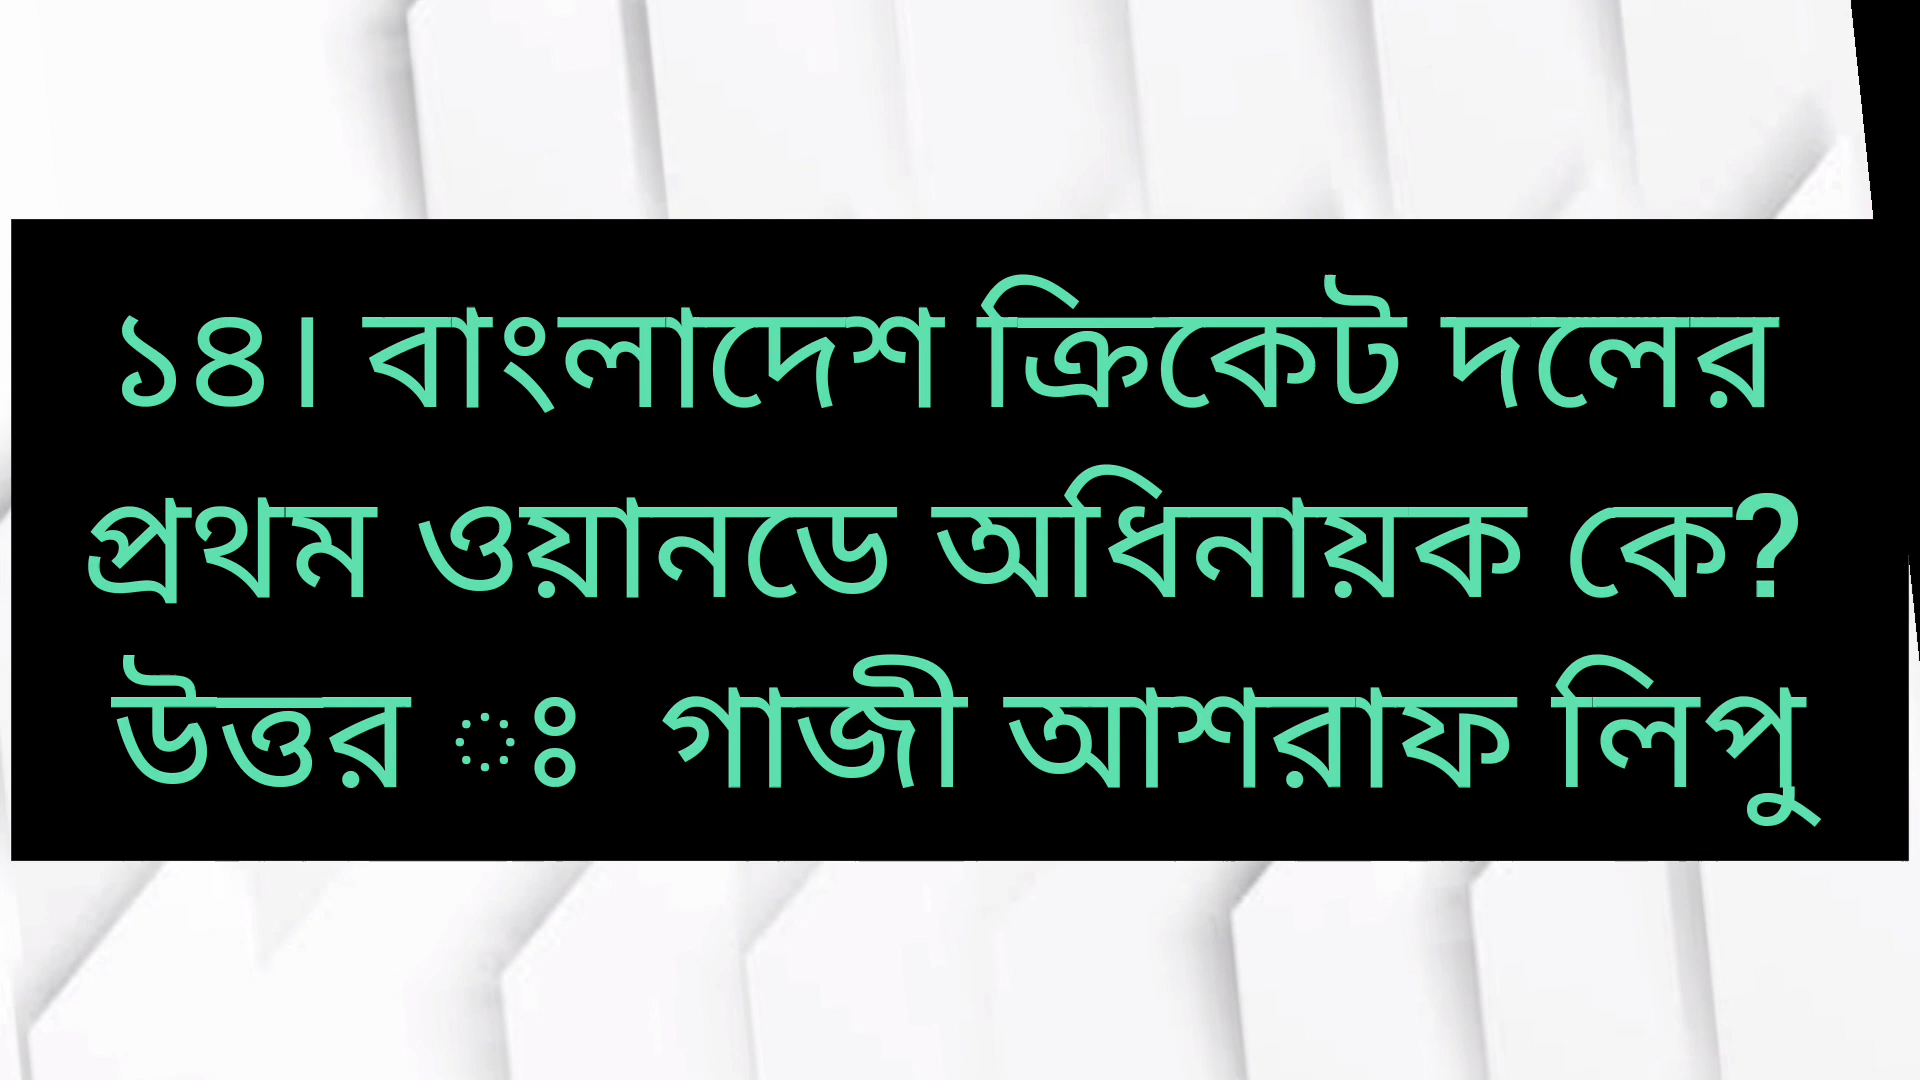 ১৪। বাংলাদেশ ক্রিকেট দলের
প্রথম ওয়ানডে অধিনায়ক কে?
উত্তর ঃ  গাজী আশরাফ লিপু